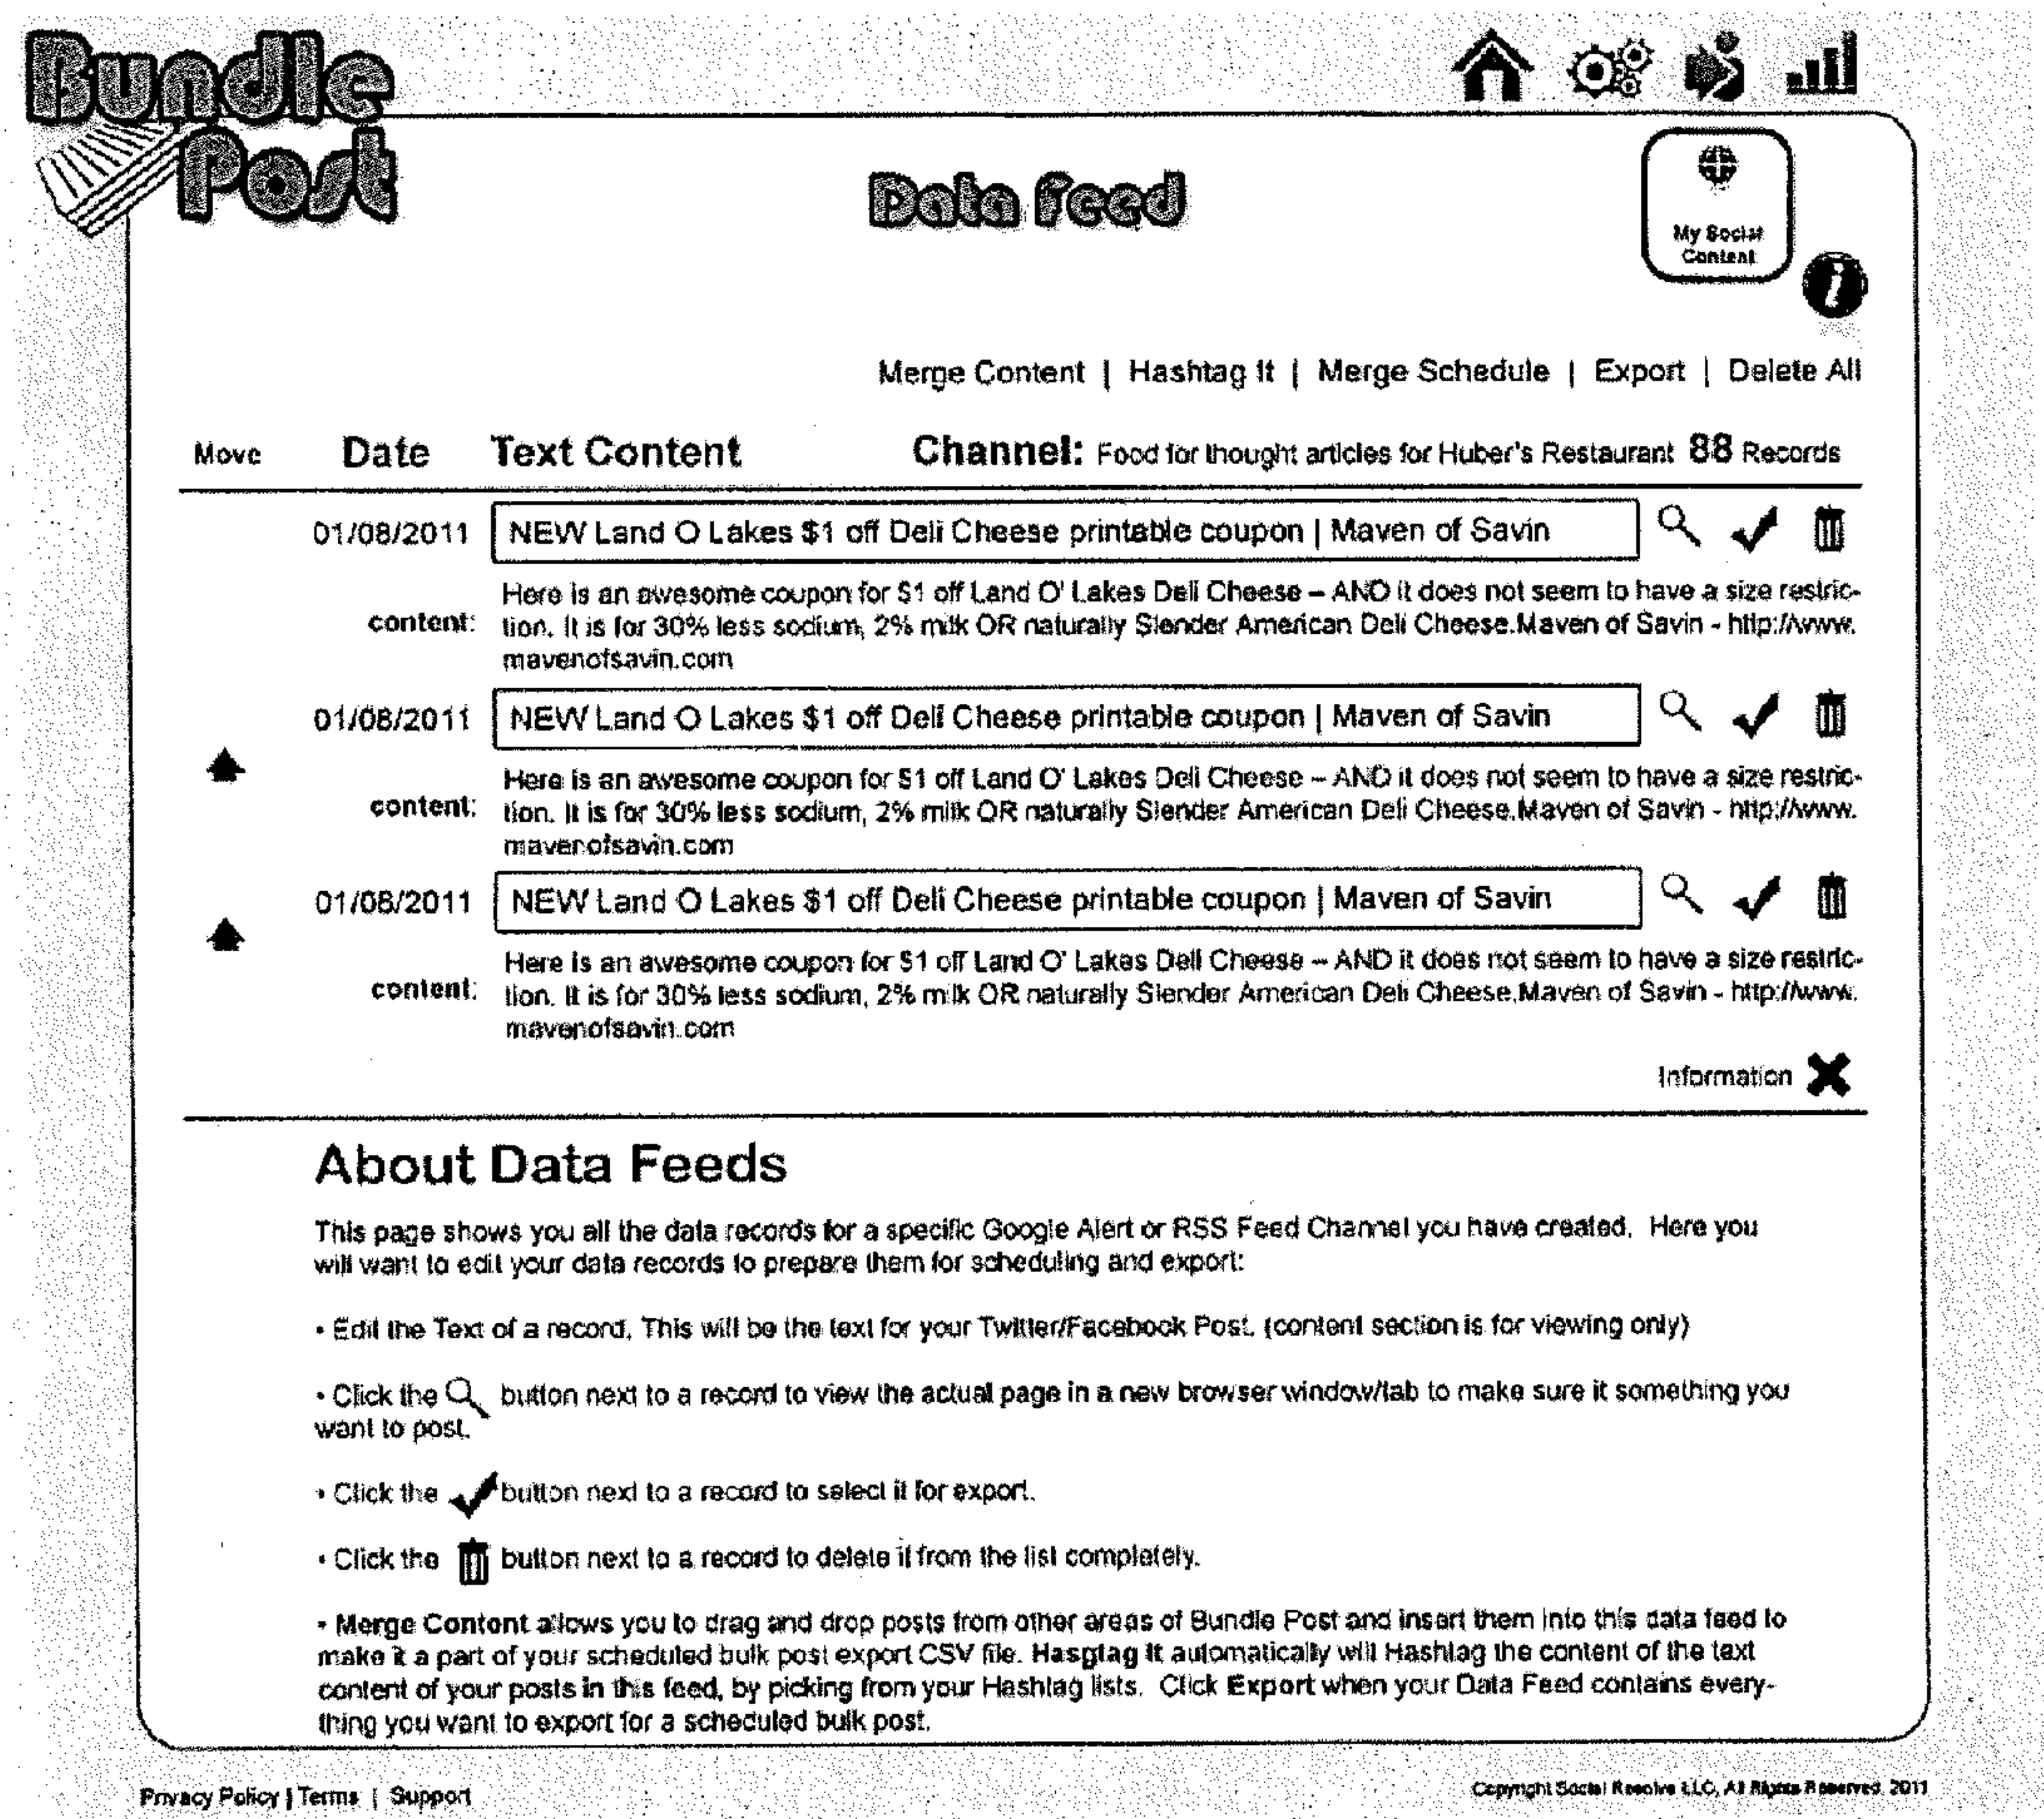 Bundle
Post
Data Feed
My Social
Content
Merge Content | Hashtag It | Merge Schedule | Export | Delete All
Move Date Text Content Channel: Food for thought articles for Huber's Restaurant 88 Records
01/08/2011 NEW Land O Lakes $1 off Deli Cheese printable coupon | Maven of Savin
Here is an awesome coupon for $1 off Land O' Lakes Deli Cheese – AND it does not seem to have a size restric-
content: tion. It is for 30% less sodium, 2% milk OR naturally Slender American Deli Cheese.Maven of Savin - http://www.
mavenofsavin.com
01/08/2011 NEW Land O Lakes $1 off Deli Cheese printable coupon | Maven of Savin
Here is an awesome coupon for $1 off Land O' Lakes Deli Cheese – AND it does not seem to have a size restric-
content: tion. It is for 30% less sodium, 2% milk OR naturally Slender American Deli Cheese.Maven of Savin - http://www.
mavenofsavin.com
01/08/2011 NEW Land O Lakes $1 off Deli Cheese printable coupon | Maven of Savin
Here is an awesome coupon for $1 off Land O' Lakes Deli Cheese – AND it does not seem to have a size restric-
content: tion. It is for 30% less sodium, 2% milk OR naturally Slender American Deli Cheese.Maven of Savin - http://www.
mavenofsavin.com
Information
About Data Feeds
This page shows you all the data records for a specific Google Alert or RSS Feed Channel you have created. Here you
will want to edit your data records to prepare them for scheduling and export:
• Edit the Text of a record. This will be the text for your Twitter/Facebook Post. (content section is for viewing only)
• Click the button next to a record to view the actual page in a new browser window/tab to make sure it something you
want to post.
• Click the button next to a record to select it for export.
• Click the button next to a record to delete it from the list completely.
• Merge Content allows you to drag and drop posts from other areas of Bundle Post and insert them into this data feed to
make it a part of your scheduled bulk post export CSV file. Hasgtag It automatically will Hashtag the content of the text
content of your posts in this feed, by picking from your Hashtag lists. Click Export when your Data Feed contains every-
thing you want to export for a scheduled bulk post.
Privacy Policy | Terms | Support
Copyright Social Resolve LLC, All Rights Reserved. 2011